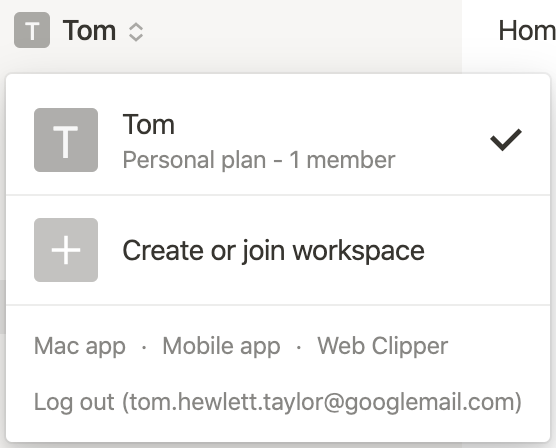 T Tom
Hom
T
Tom
Personal plan - 1 member
Create or join workspace
Mac app · Mobile app · Web Clipper
Log out (tom.hewlett.taylor@googlemail.com)